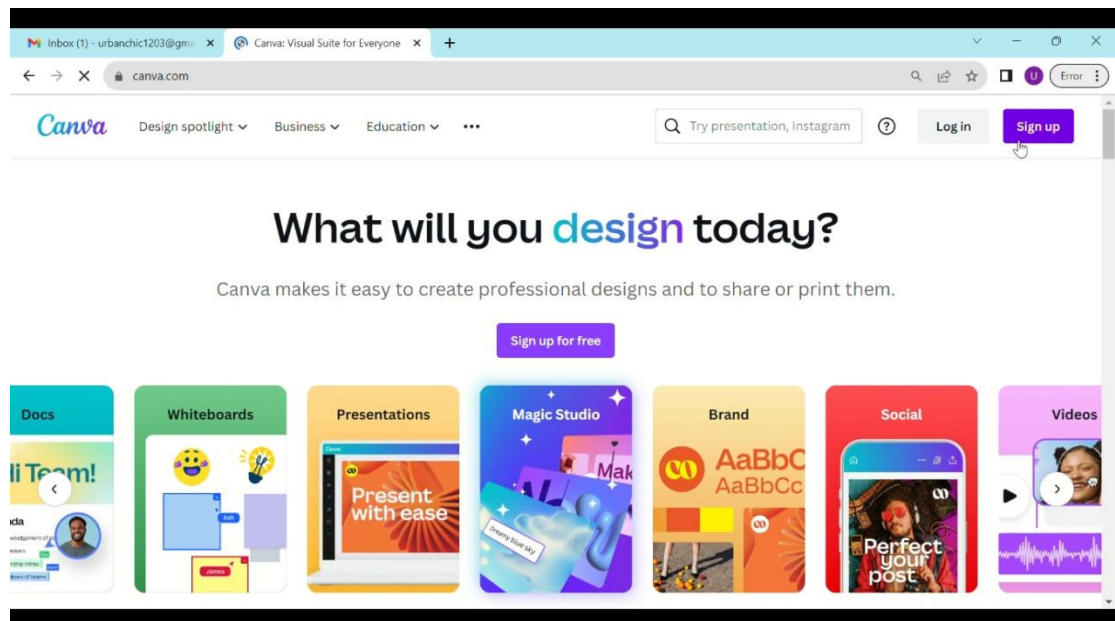 Inbox (1) - urbanchic1203@gma
Canva: Visual Suite for Everyone
canva.com
U
Error
Canva
Design spotlight
Business
Education
Try presentation, Instagram
Log in
Sign up
What will you design today?
Canva makes it easy to create professional designs and to share or print them.
Sign up for free
Docs
Whiteboards
Presentations
Magic Studio
Brand
Social
Videos
Hi Team!
Ash
James
Canva
Present
with ease
Mak
Dreamy blue sky
AaBbC
AaBbCc
Perfect
your
post